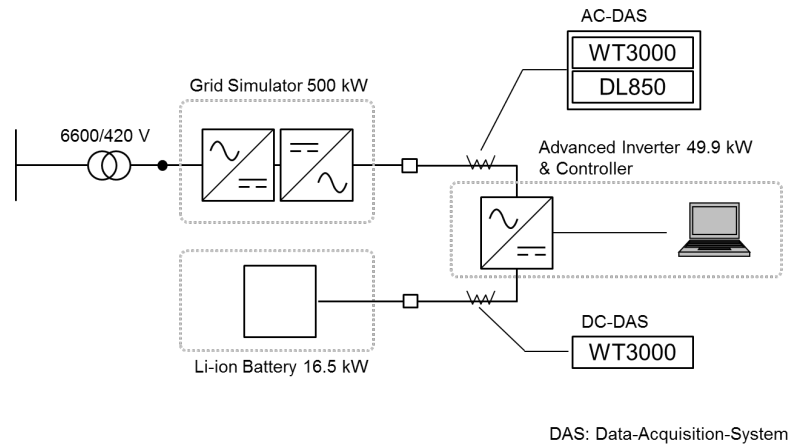 AC-DAS
WT3000
DL850
Grid Simulator 500 kW
6600/420 V
Advanced Inverter 49.9 kW
& Controller
DC-DAS
WT3000
Li-ion Battery 16.5 kW
DAS: Data-Acquisition-System